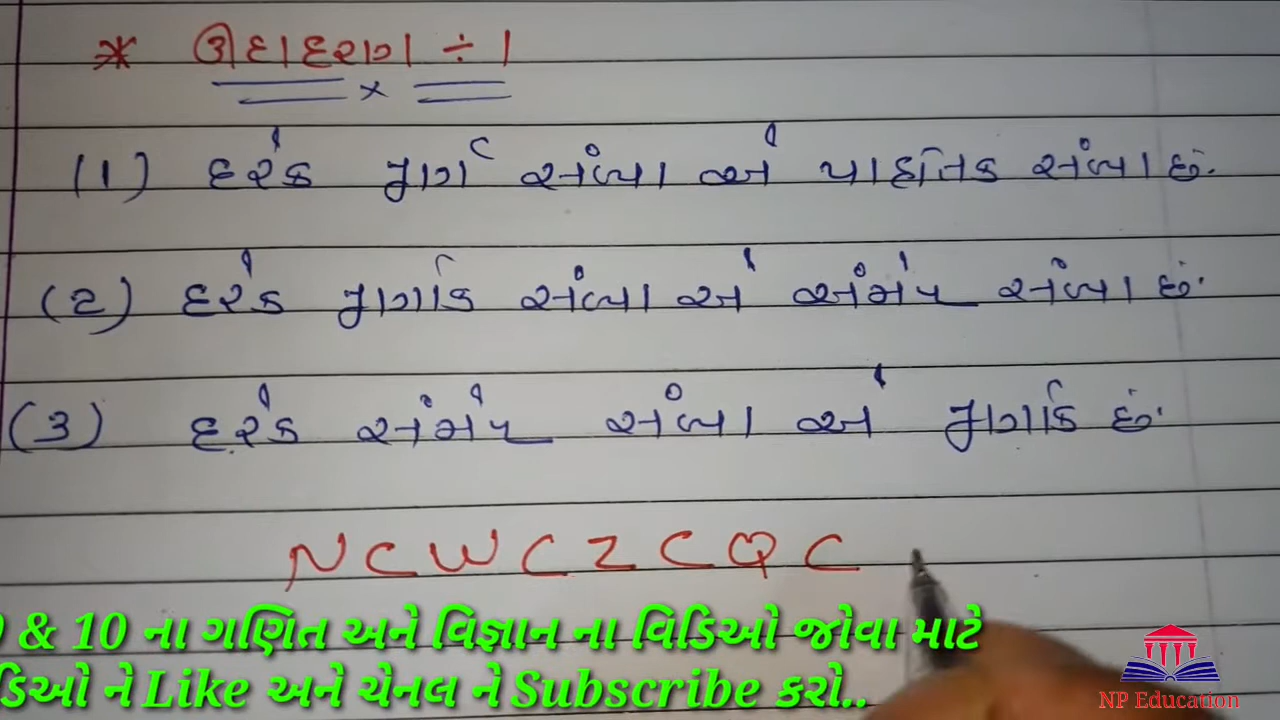 * ઉદાહરણ ÷ 1
(1) દરેક પૂર્ણ સંખ્યા એ પ્રાકૃતિક સંખ્યા છે.
(2) દરેક પૂર્ણાંક સંખ્યા એ સંમેય સંખ્યા છે.
(3) દરેક સંમેય સંખ્યા એ પૂર્ણાંક છે.
N C W C Z C Q C
& 10 ના ગણિત અને વિજ્ઞાન ના વિડિઓ જોવા માટે
ડિઓ ને Like અને ચેનલ ને Subscribe કરો..
NP Education